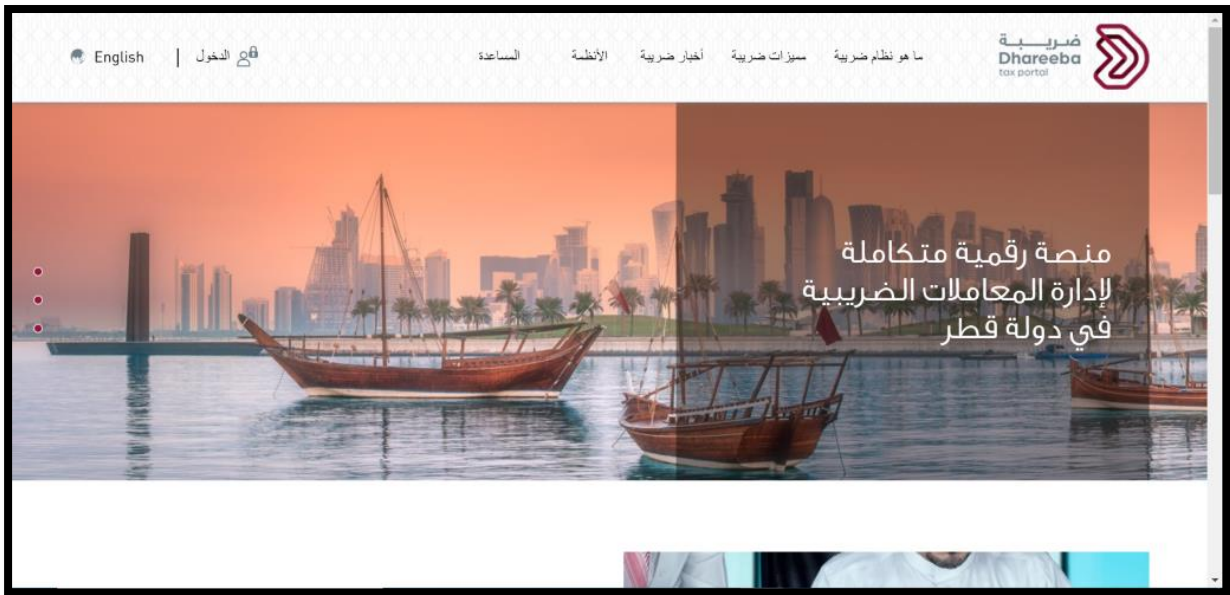 ضريبة
Dhareeba
tax portal
ما هو نظام ضريبة
مميزات ضريبة
أخبار ضريبة
الأنظمة
المساعدة
الدخول
English
منصة رقمية متكاملة
لإدارة المعاملات الضريبية
في دولة قطر